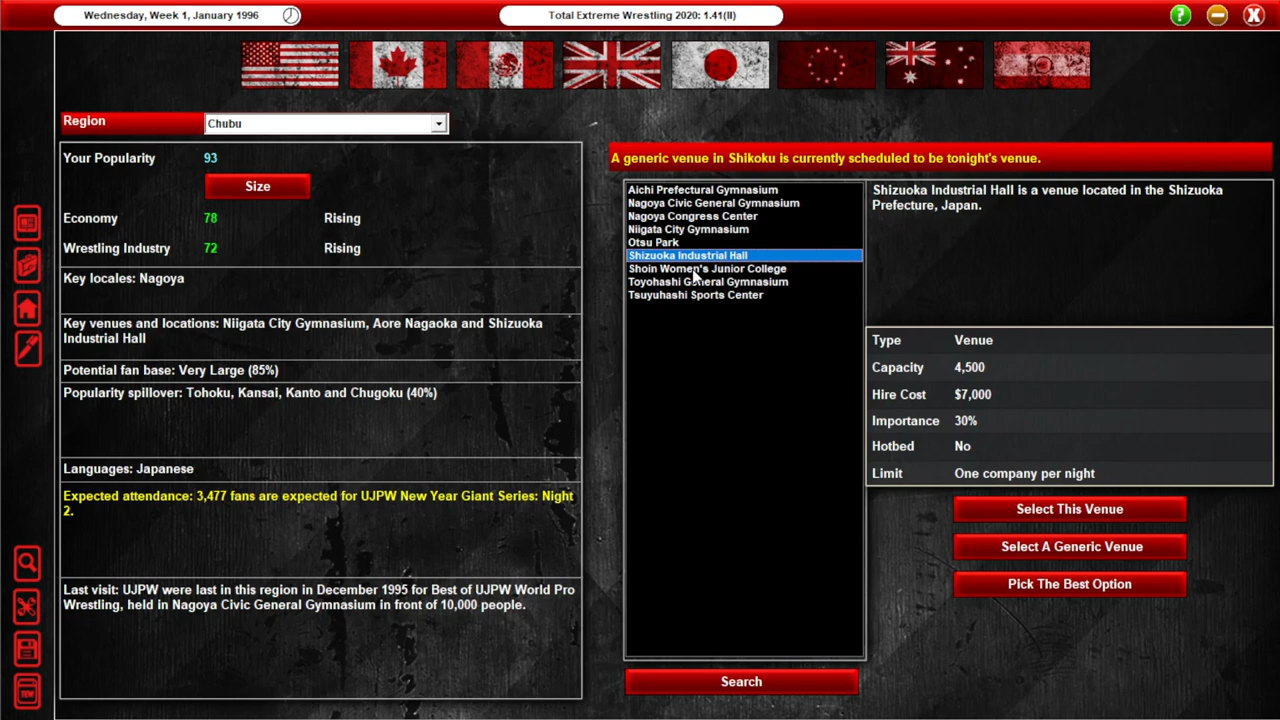 Wednesday, Week 1, January 1996
Total Extreme Wrestling 2020: 1.41(II)
Region
Chubu
Your Popularity 93
Size
Economy 78 Rising
Wrestling Industry 72 Rising
Key locales: Nagoya
Key venues and locations: Niigata City Gymnasium, Aore Nagaoka and Shizuoka
Industrial Hall
Potential fan base: Very Large (85%)
Popularity spillover: Tohoku, Kansai, Kanto and Chugoku (40%)
Languages: Japanese
Expected attendance: 3,477 fans are expected for UJPW New Year Giant Series: Night
2.
Last visit: UJPW were last in this region in December 1995 for Best of UJPW World Pro
Wrestling, held in Nagoya Civic General Gymnasium in front of 10,000 people.
A generic venue in Shikoku is currently scheduled to be tonight's venue.
Aichi Prefectural Gymnasium
Nagoya Civic General Gymnasium
Nagoya Congress Center
Niigata City Gymnasium
Otsu Park
Shizuoka Industrial Hall
Shoin Women's Junior College
Toyohashi General Gymnasium
Tsuyuhashi Sports Center
Search
Shizuoka Industrial Hall is a venue located in the Shizuoka
Prefecture, Japan.
Type Venue
Capacity 4,500
Hire Cost $7,000
Importance 30%
Hotbed No
Limit One company per night
Select This Venue
Select A Generic Venue
Pick The Best Option
TEW